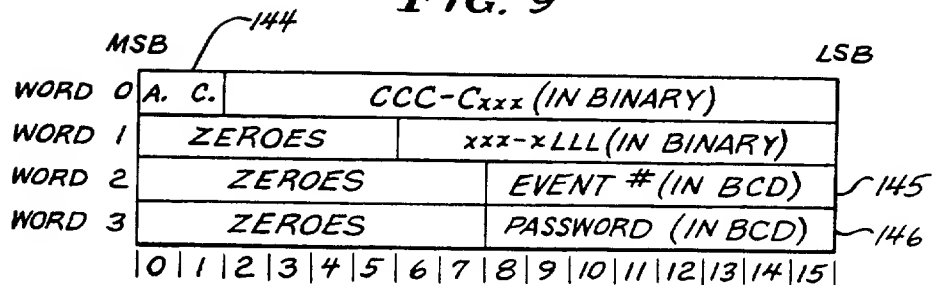 FIG. 9
144
MSB LSB
WORD 0 A. C. CCC-Cxxx (IN BINARY)
WORD 1 ZEROES xxx-xLLL (IN BINARY)
WORD 2 ZEROES EVENT # (IN BCD) 145
WORD 3 ZEROES PASSWORD (IN BCD) 146
|0|1|2|3|4|5|6|7|8|9|10|11|12|13|14|15|